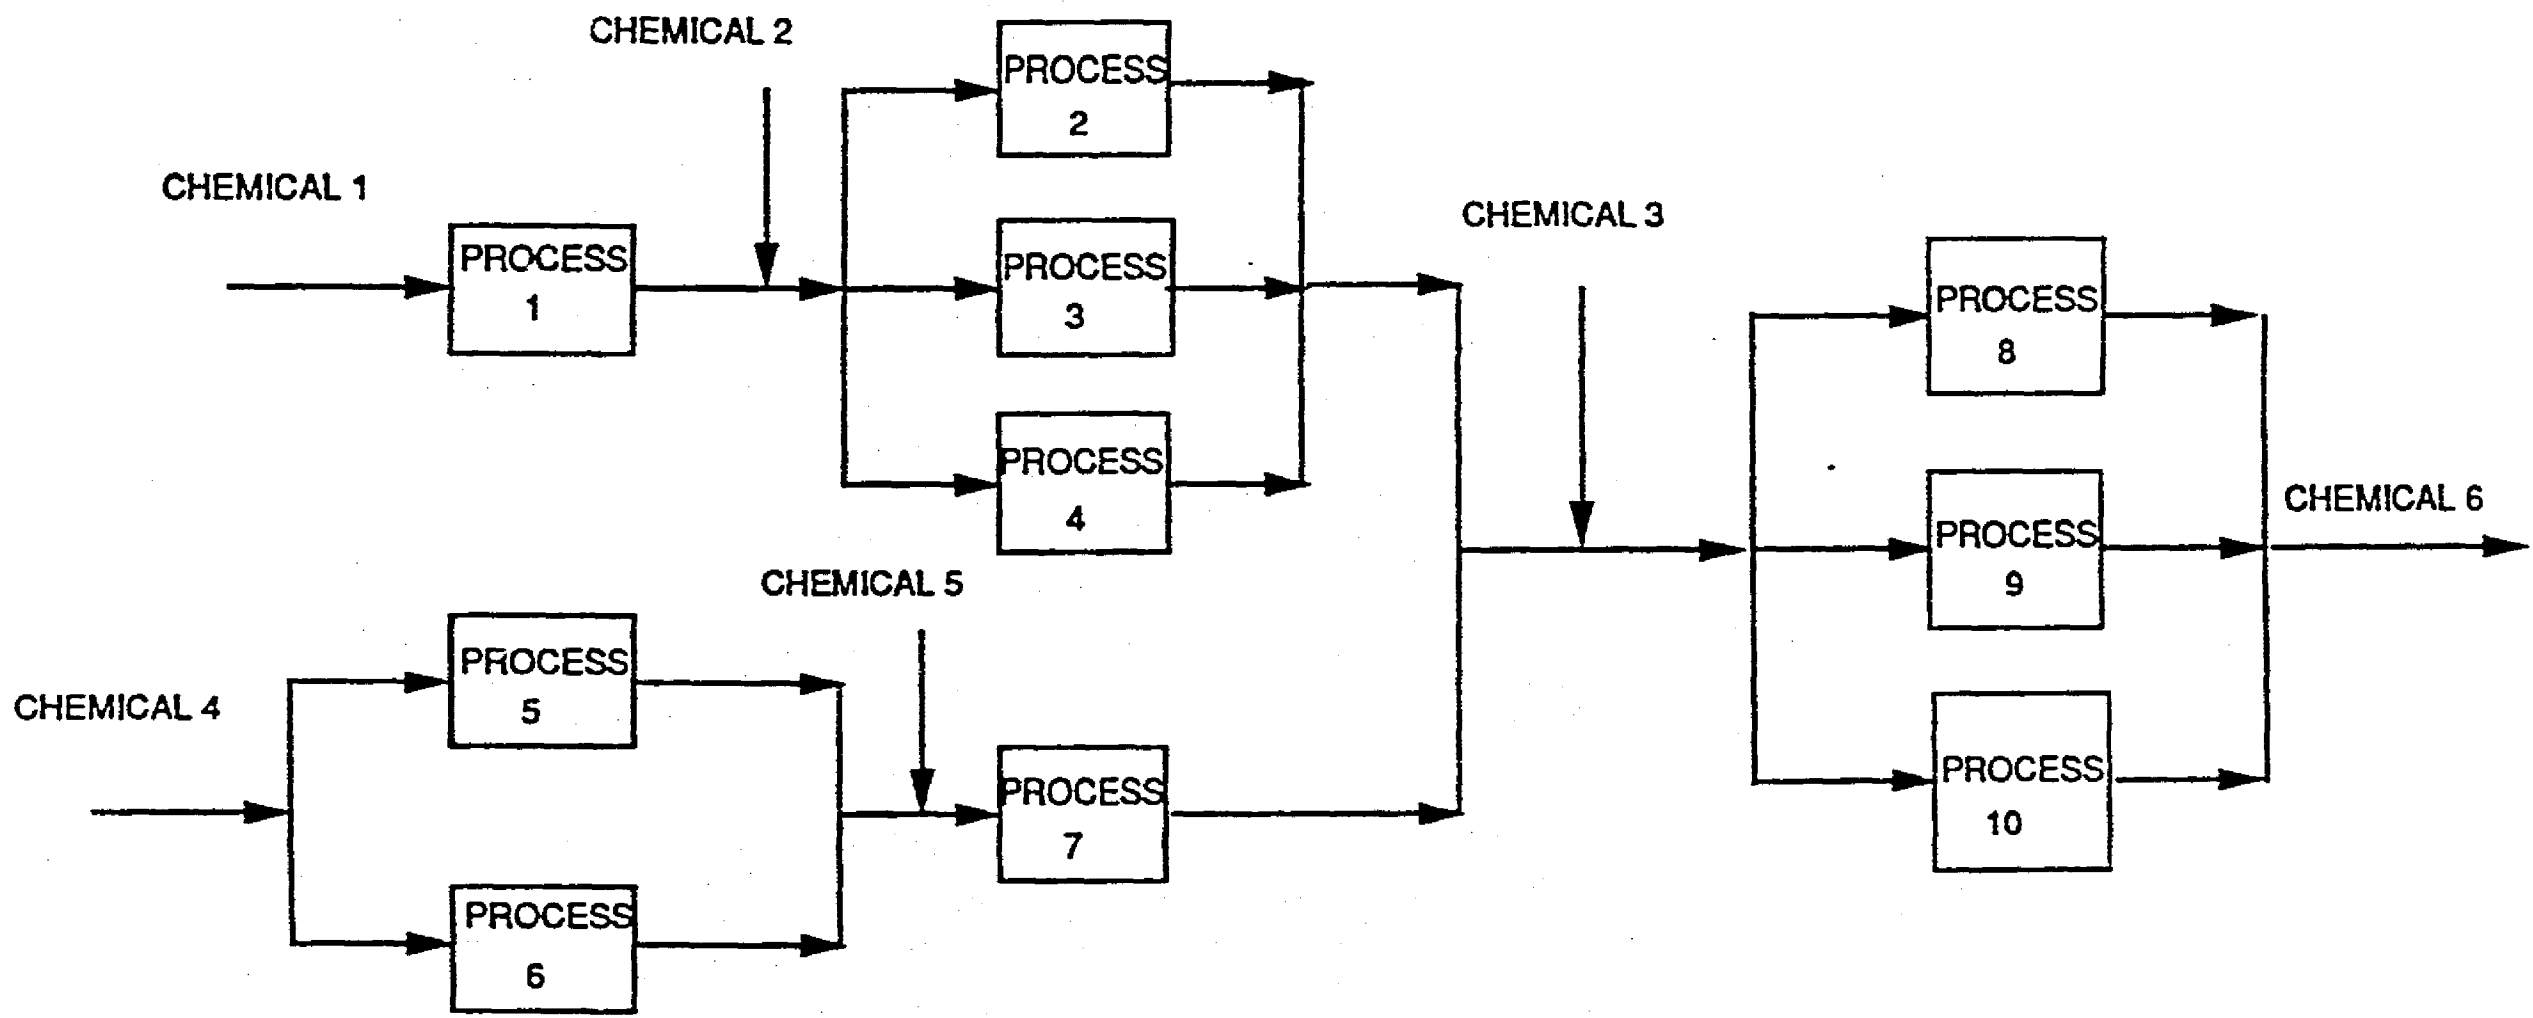 CHEMICAL 2
PROCESS
2
CHEMICAL 1
PROCESS
1
PROCESS
3
CHEMICAL 3
PROCESS
8
PROCESS
4
CHEMICAL 6
PROCESS
9
CHEMICAL 5
CHEMICAL 4
PROCESS
5
PROCESS
7
PROCESS
10
PROCESS
6